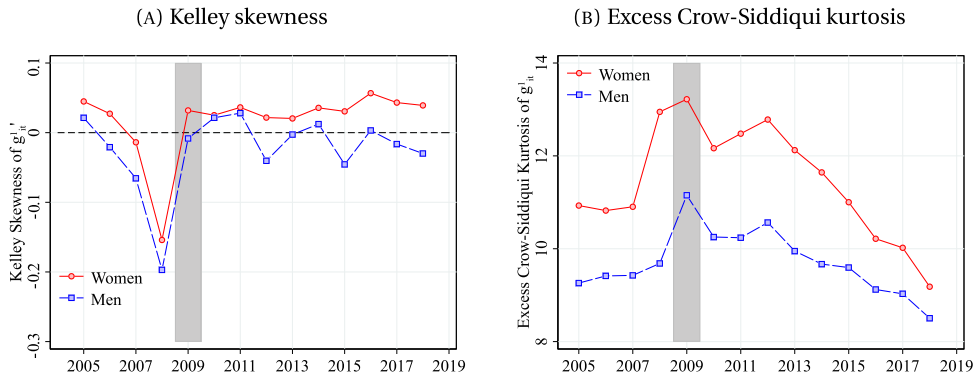 (A) Kelley skewness
Kelley Skewness of g¹it'
0.1
0
-0.1
-0.2
-0.3
Women
Men
2005 2007 2009 2011 2013 2015 2017 2019
(B) Excess Crow-Siddiqui kurtosis
Excess Crow-Siddiqui Kurtosis of g¹it
14
12
10
8
Women
Men
2005 2007 2009 2011 2013 2015 2017 2019